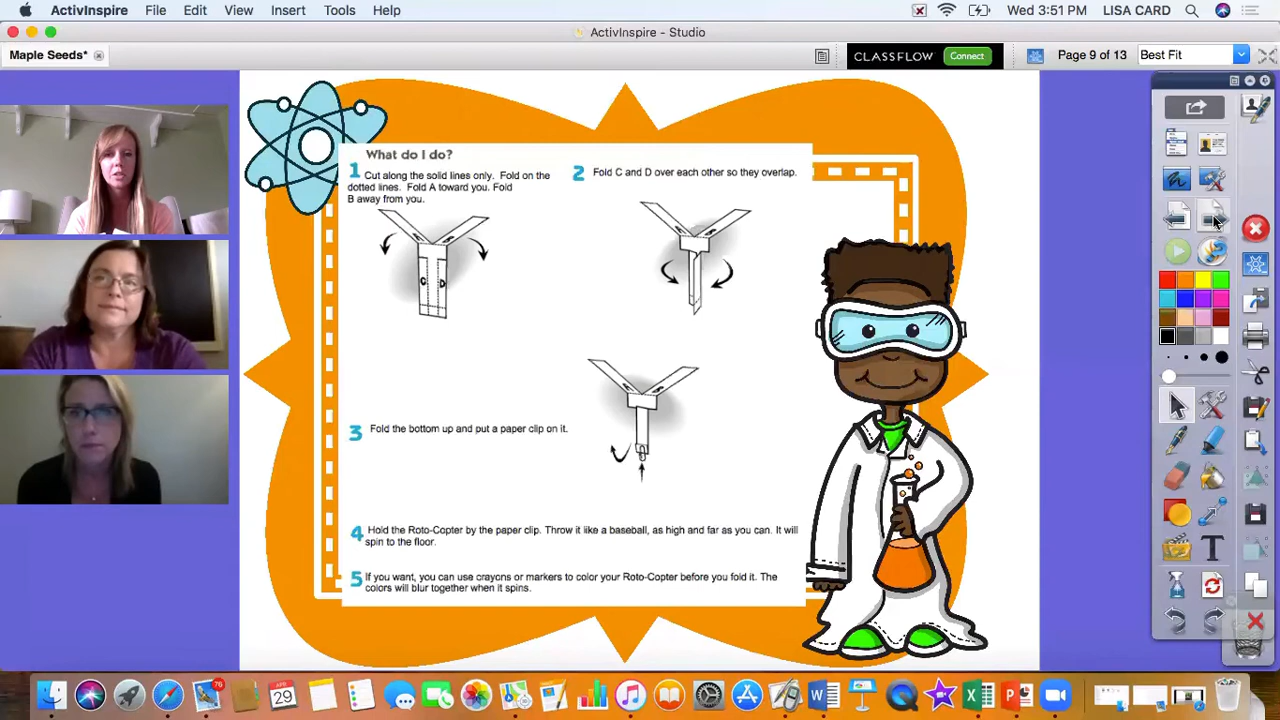 ActivInspire File Edit View Insert Tools Help Wed 3:51 PM LISA CARD
ActivInspire - Studio
Maple Seeds* CLASSFLOW Connect Page 9 of 13 Best Fit
What do I do?
1 Cut along the solid lines only. Fold on the
dotted lines. Fold A toward you. Fold
B away from you.
2 Fold C and D over each other so they overlap.
C D
3 Fold the bottom up and put a paper clip on it.
4 Hold the Roto-Copter by the paper clip. Throw it like a baseball, as high and far as you can. It will
spin to the floor.
5 If you want, you can use crayons or markers to color your Roto-Copter before you fold it. The
colors will blur together when it spins.
T
76
29